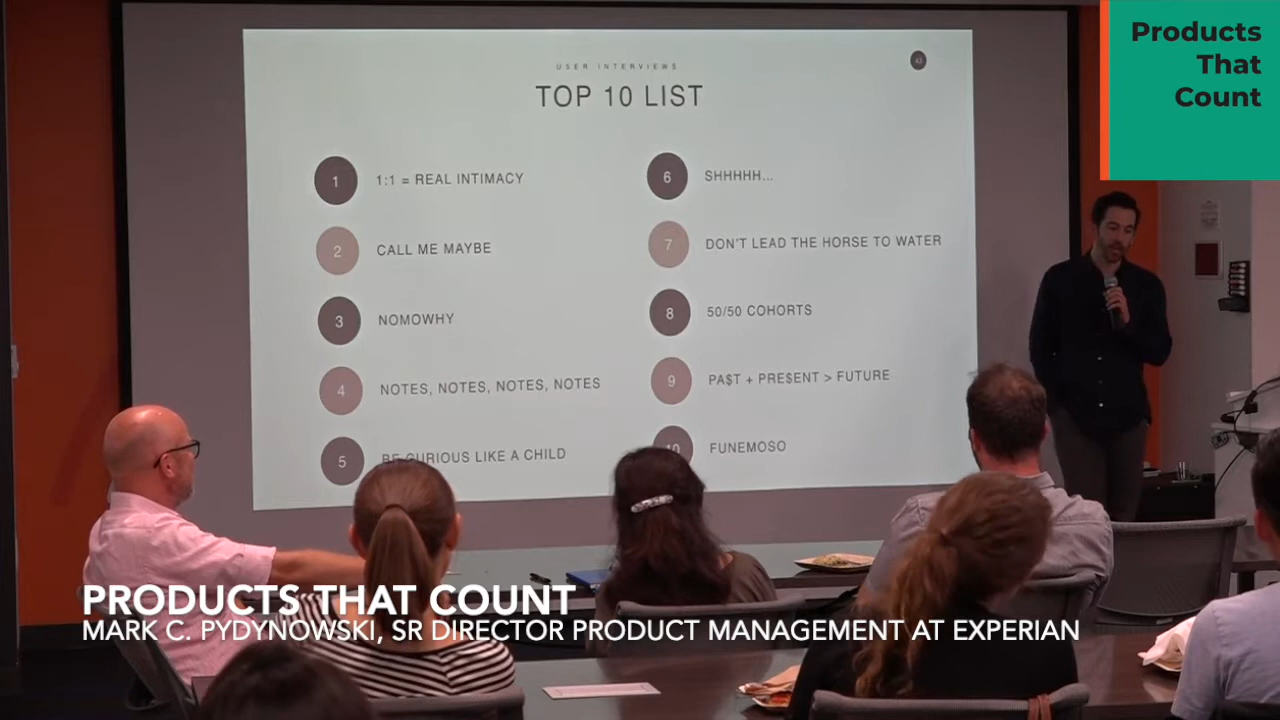 Products
That
Count
USER INTERVIEWS
43
TOP 10 LIST
1 1:1 = REAL INTIMACY
2 CALL ME MAYBE
3 NOMOWHY
4 NOTES, NOTES, NOTES, NOTES
5 BE CURIOUS LIKE A CHILD
6 SHHHHH...
7 DON'T LEAD THE HORSE TO WATER
8 50/50 COHORTS
9 PA$T + PRE$ENT > FUTURE
10 FUNEMOSO
PRODUCTS THAT COUNT
MARK C. PYDYNOWSKI, SR DIRECTOR PRODUCT MANAGEMENT AT EXPERIAN